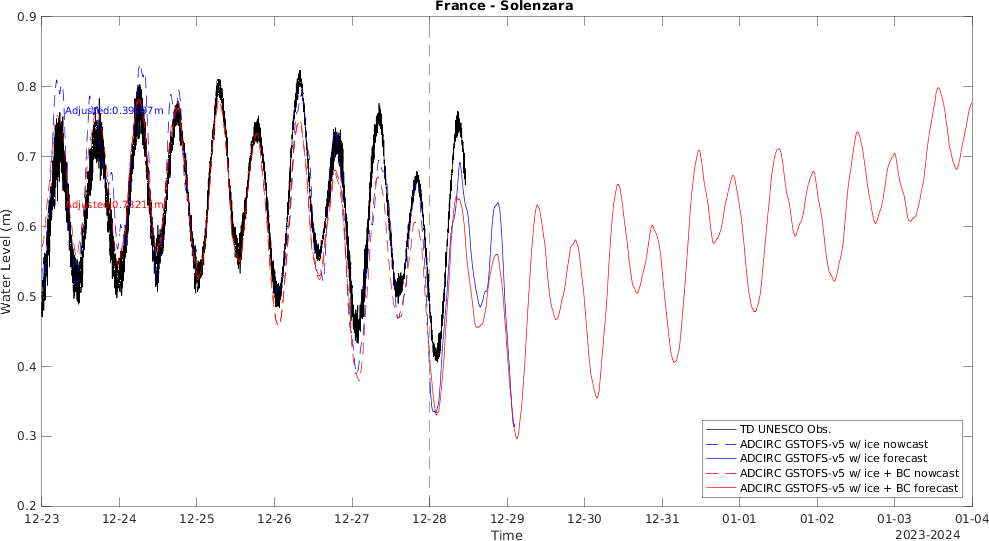 France - Solenzara
0.9
0.8
0.7
0.6
0.5
0.4
0.3
0.2
Water Level (m)
12-23
12-24
12-25
12-26
12-27
12-28
12-29
12-30
12-31
01-01
01-02
01-03
01-04
Time
2023-2024
TD UNESCO Obs.
ADCIRC GSTOFS-v5 w/ ice nowcast
ADCIRC GSTOFS-v5 w/ ice forecast
ADCIRC GSTOFS-v5 w/ ice + BC nowcast
ADCIRC GSTOFS-v5 w/ ice + BC forecast